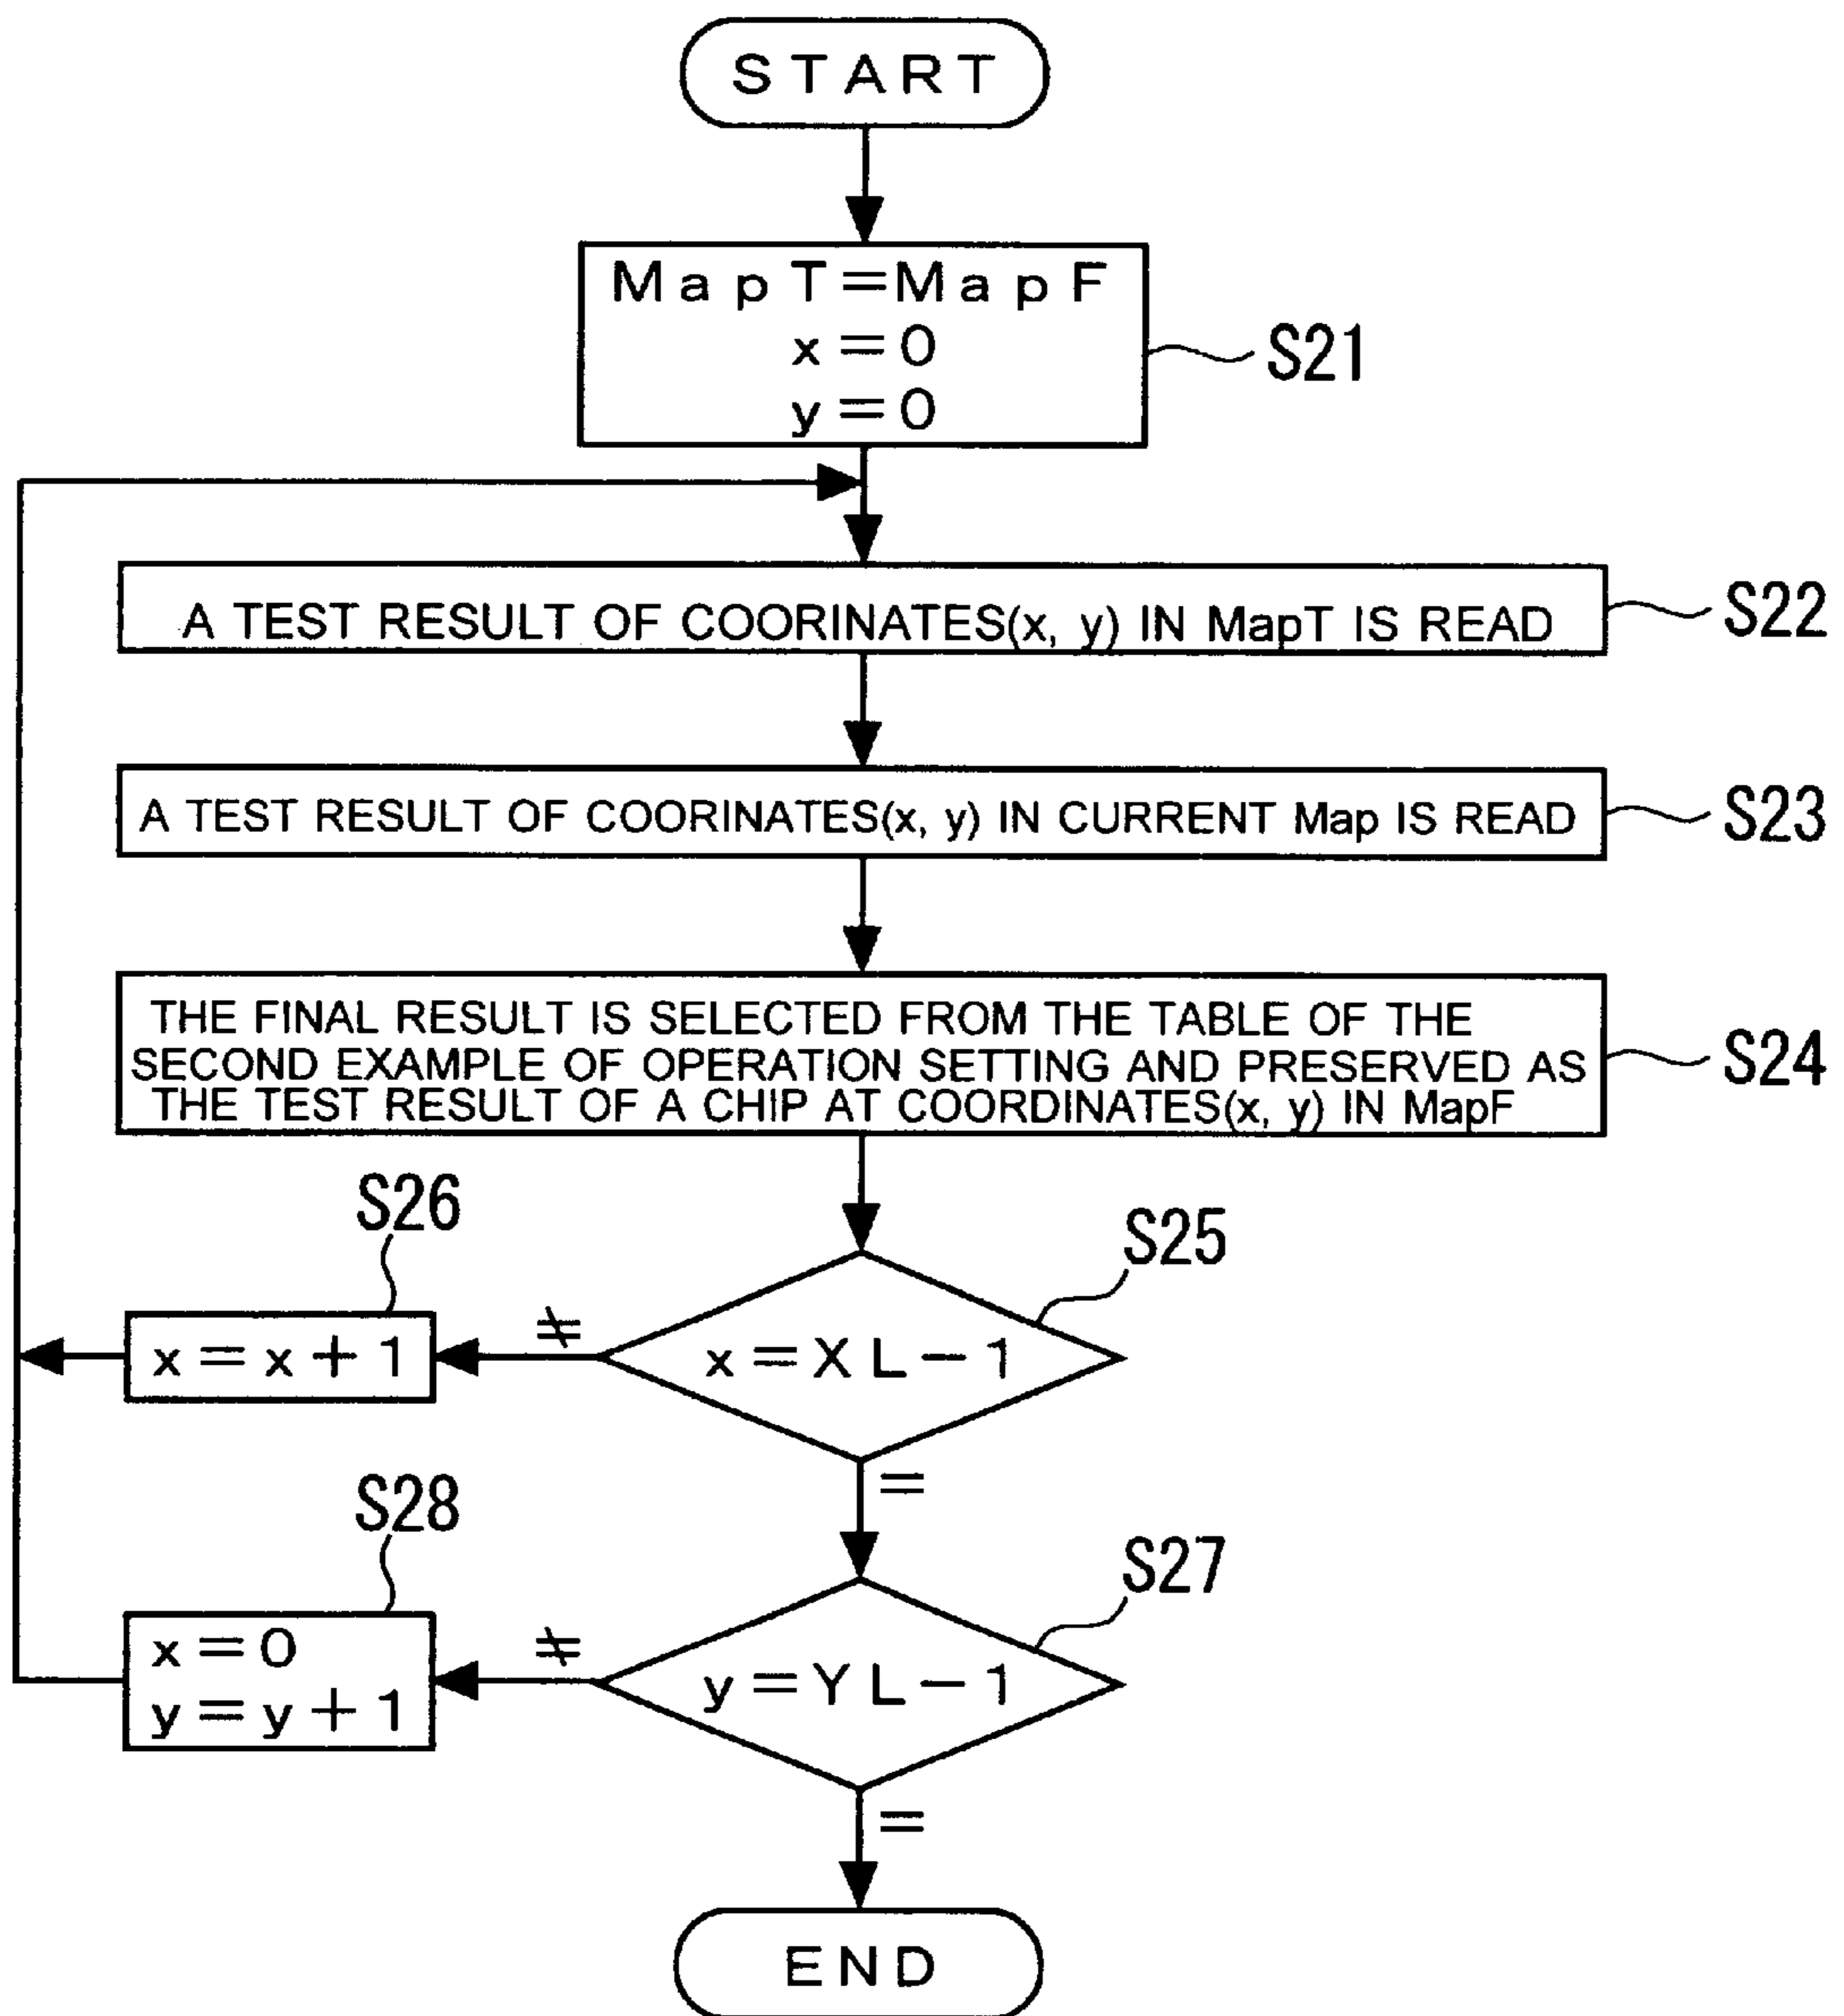 START
MapT=MapF
x=0
y=0
S21
A TEST RESULT OF COORINATES(x, y) IN MapT IS READ
S22
A TEST RESULT OF COORINATES(x, y) IN CURRENT Map IS READ
S23
THE FINAL RESULT IS SELECTED FROM THE TABLE OF THE
SECOND EXAMPLE OF OPERATION SETTING AND PRESERVED AS
THE TEST RESULT OF A CHIP AT COORDINATES(x, y) IN MapF
S24
S26
S25
x=x+1
≠
x=XL-1
=
S28
S27
x=0
y=y+1
≠
y=YL-1
=
END